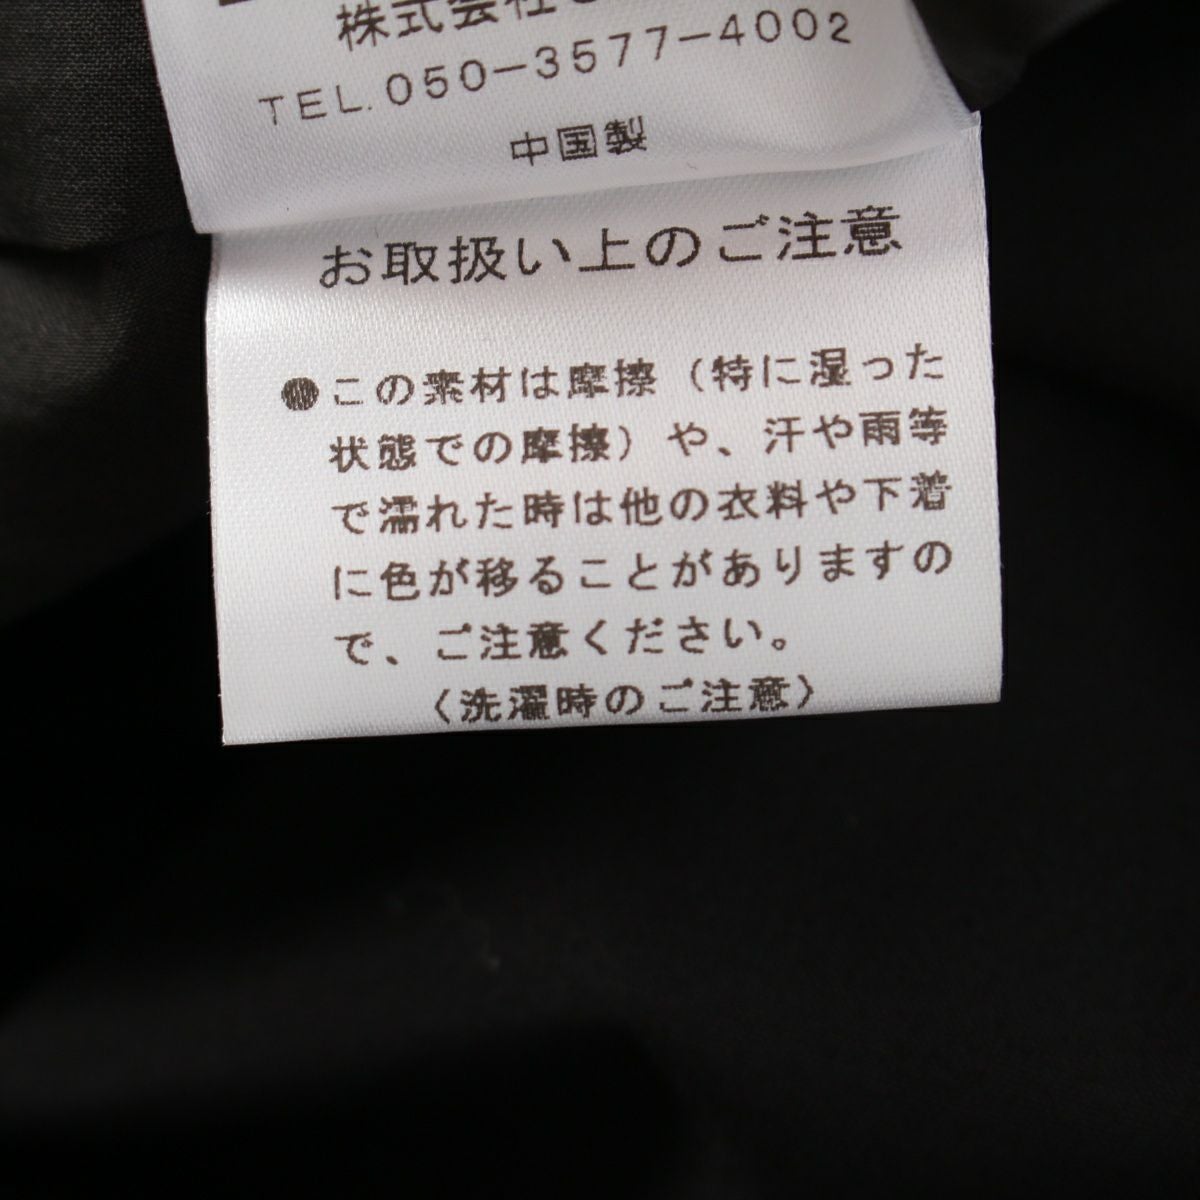 株式会社
TEL.050-3577-4002
中国製
お取扱い上のご注意
●この素材は摩擦（特に湿った
状態での摩擦）や、汗や雨等
で濡れた時は他の衣料や下着
に色が移ることがありますの
で、ご注意ください。
〈洗濯時のご注意〉